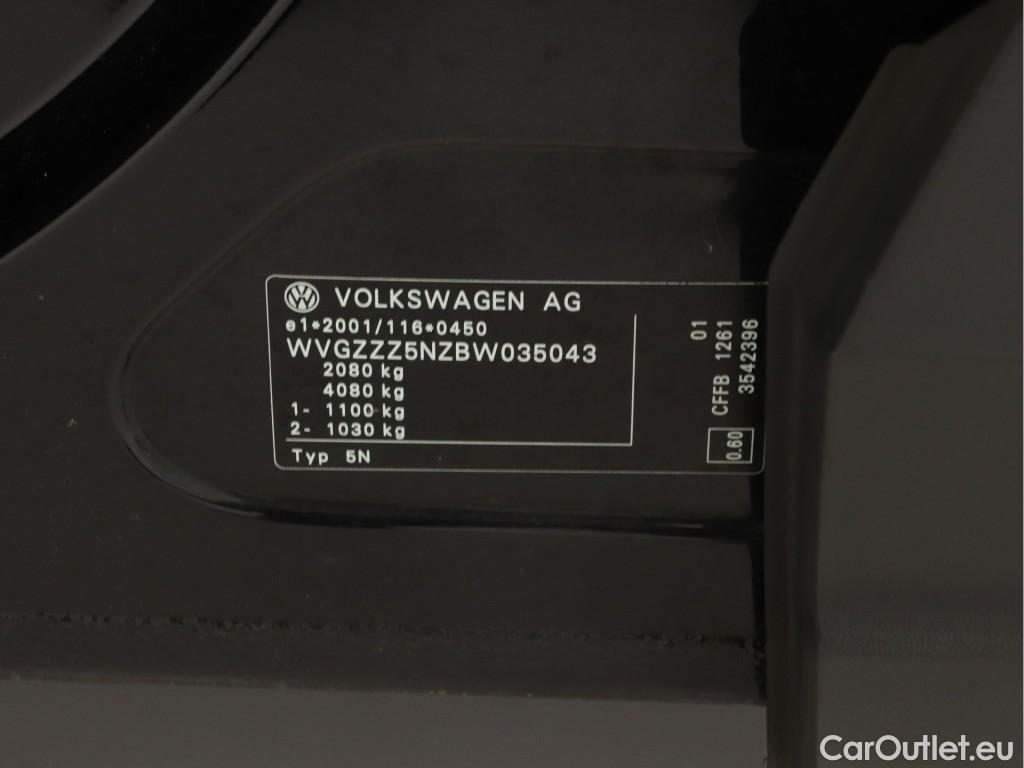 VOLKSWAGEN AG
e1*2001/116*0450
WVGZZZ5NZBW035043
2080 kg
4080 kg
1- 1100 kg
2- 1030 kg
Typ 5N
01
CFFB 1261
3542396
0.60
CarOutlet.eu